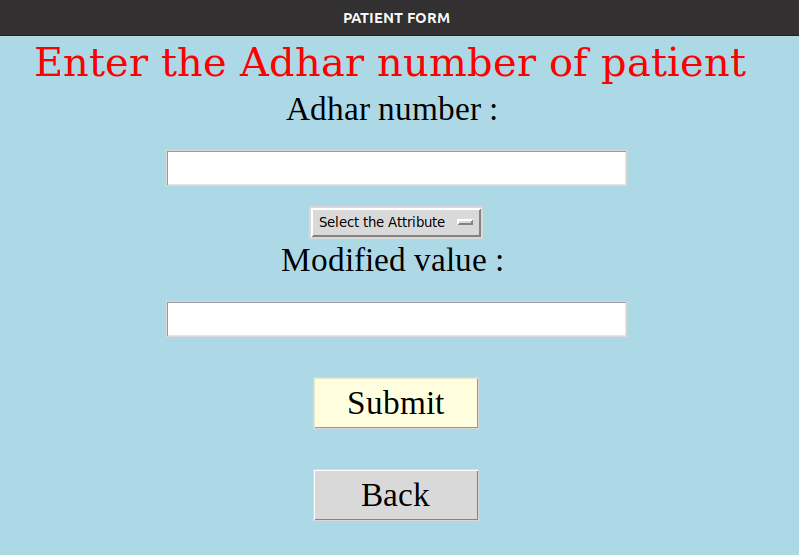 PATIENT FORM
Enter the Adhar number of patient
Adhar number :
Select the Attribute
Modified value :
Submit
Back